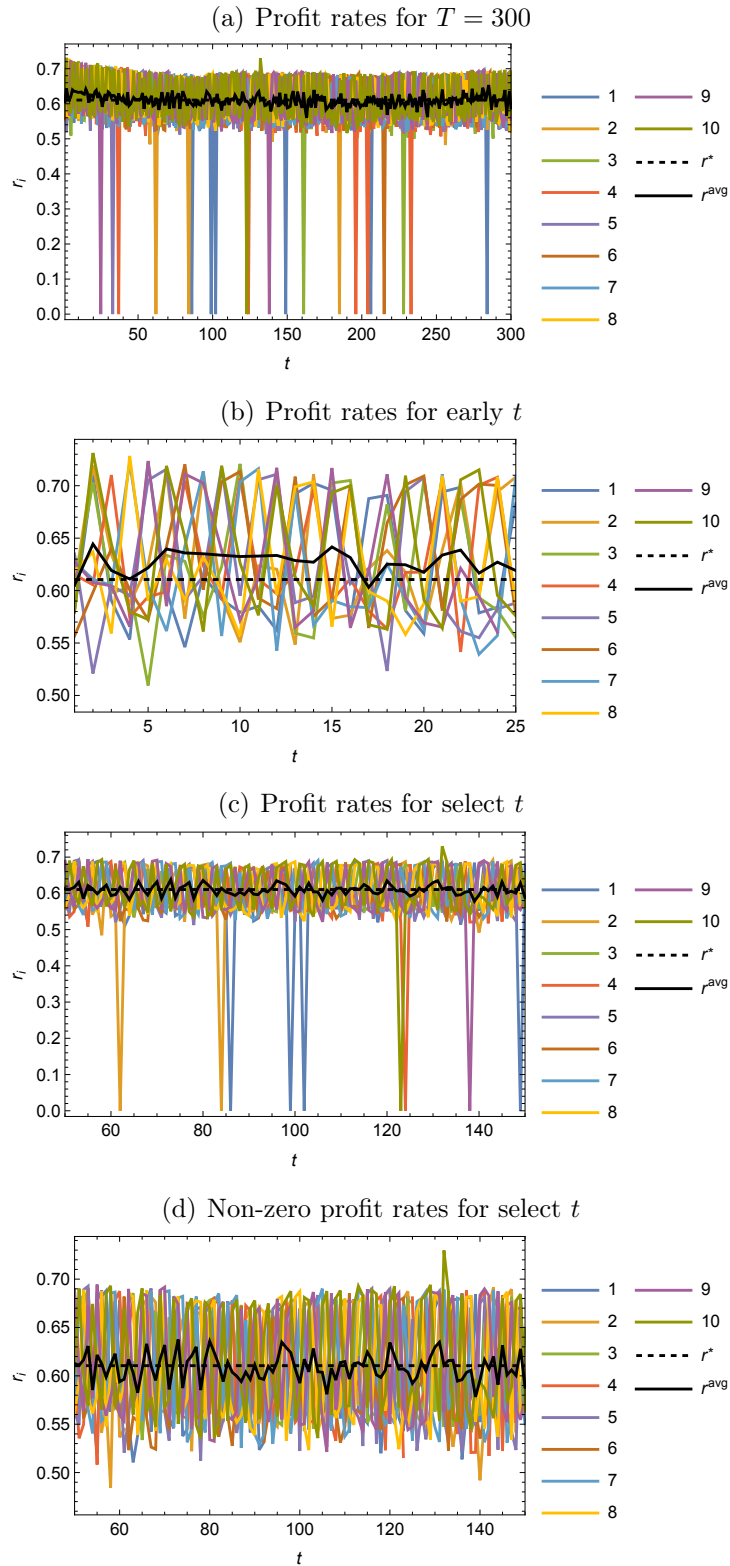 (a) Profit rates for T = 300
0.7
0.6
0.5
0.4
0.3
0.2
0.1
0.0
r_i
50 100 150 200 250 300
t
1 9
2 10
3 r*
4 r^avg
5
6
7
8
(b) Profit rates for early t
0.70
0.65
0.60
0.55
0.50
r_i
5 10 15 20 25
t
1 9
2 10
3 r*
4 r^avg
5
6
7
8
(c) Profit rates for select t
0.7
0.6
0.5
0.4
0.3
0.2
0.1
0.0
r_i
60 80 100 120 140
t
1 9
2 10
3 r*
4 r^avg
5
6
7
8
(d) Non-zero profit rates for select t
0.70
0.65
0.60
0.55
0.50
r_i
60 80 100 120 140
t
1 9
2 10
3 r*
4 r^avg
5
6
7
8